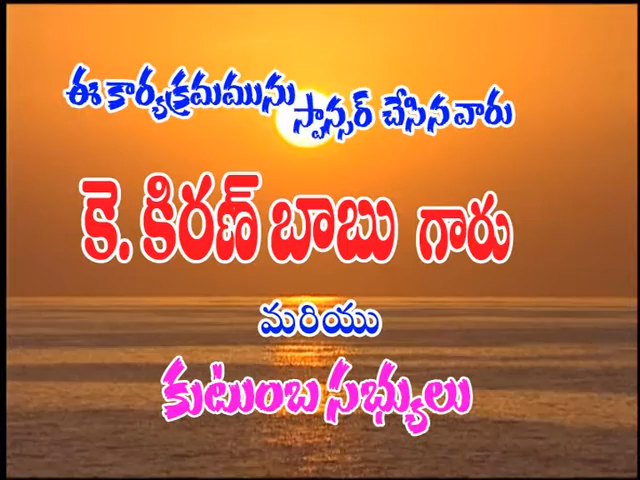 ఈ కార్యక్రమమును స్పాన్సర్ చేసినవారు
కె. కిరణ్ బాబు గారు
మరియు
కుటుంబ సభ్యులు